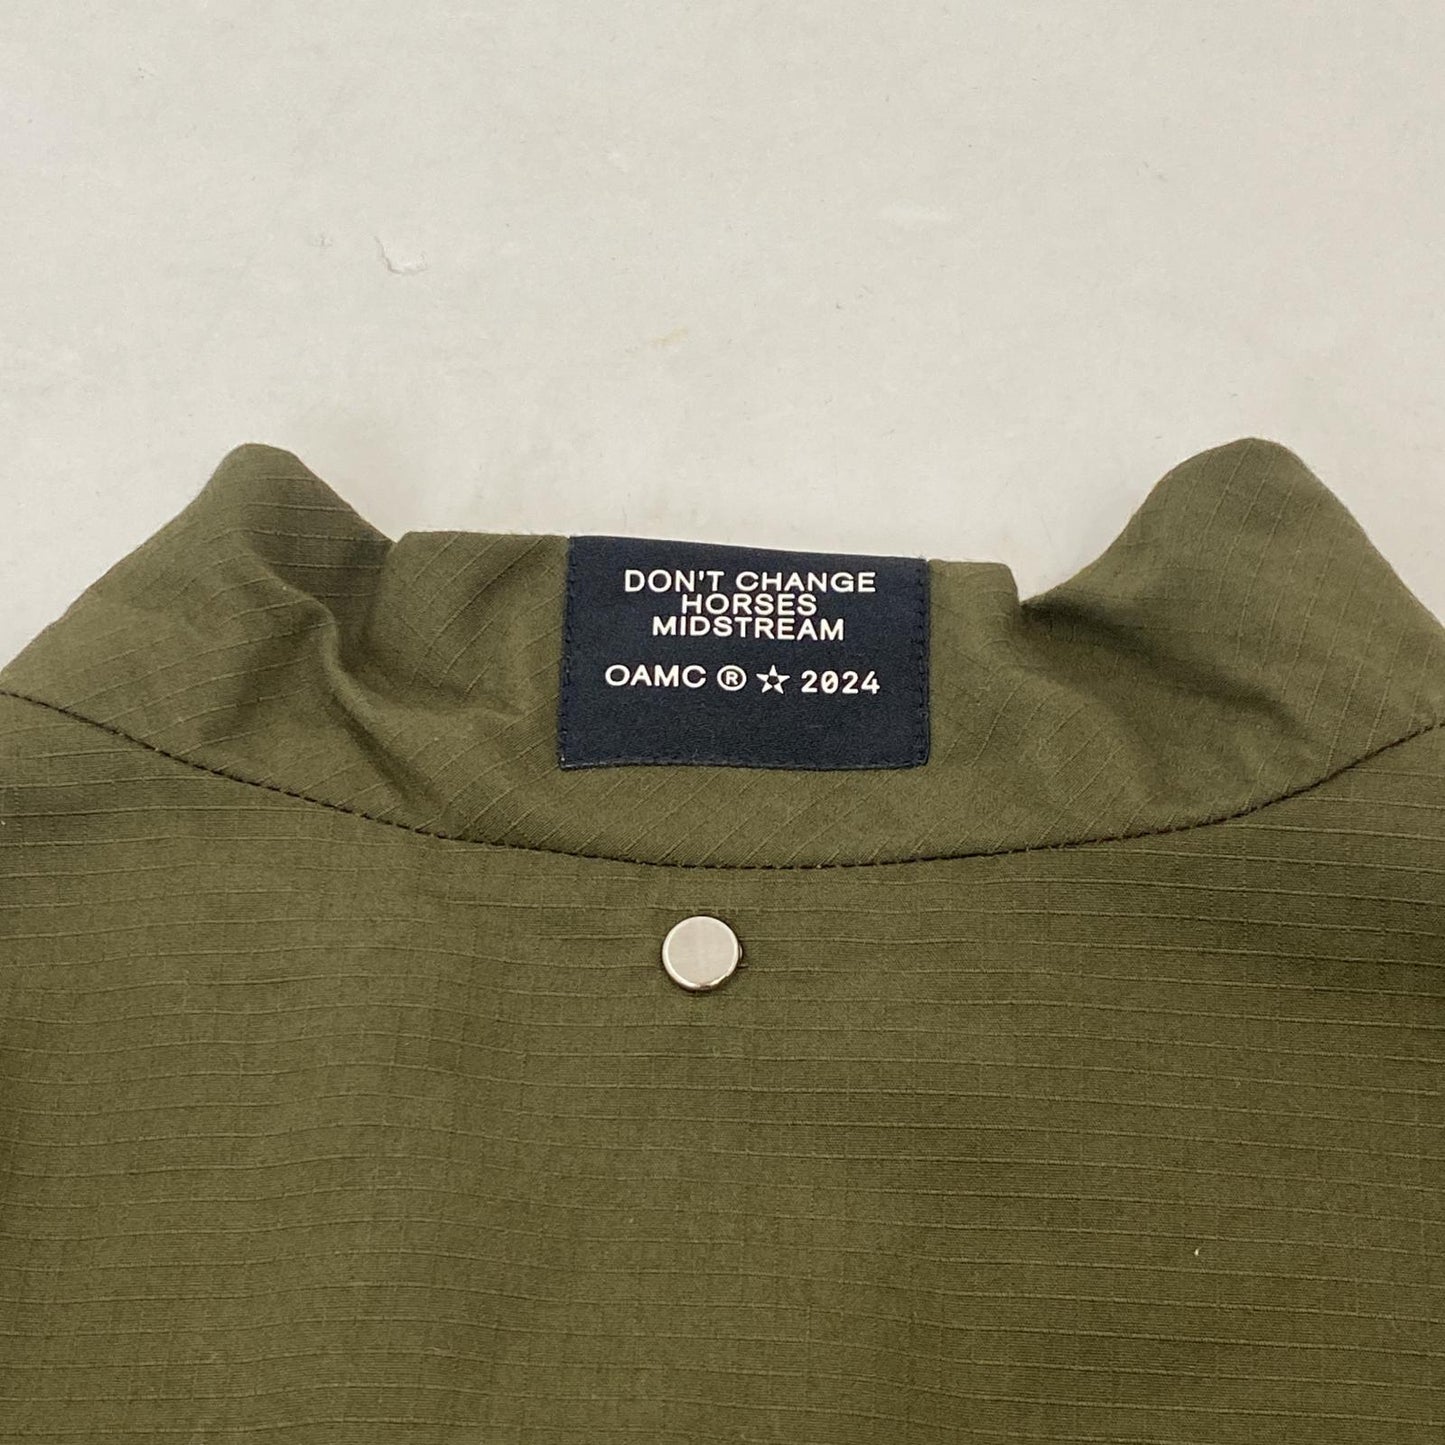 DON'T CHANGE
HORSES
MIDSTREAM
OAMC ® ☆ 2024